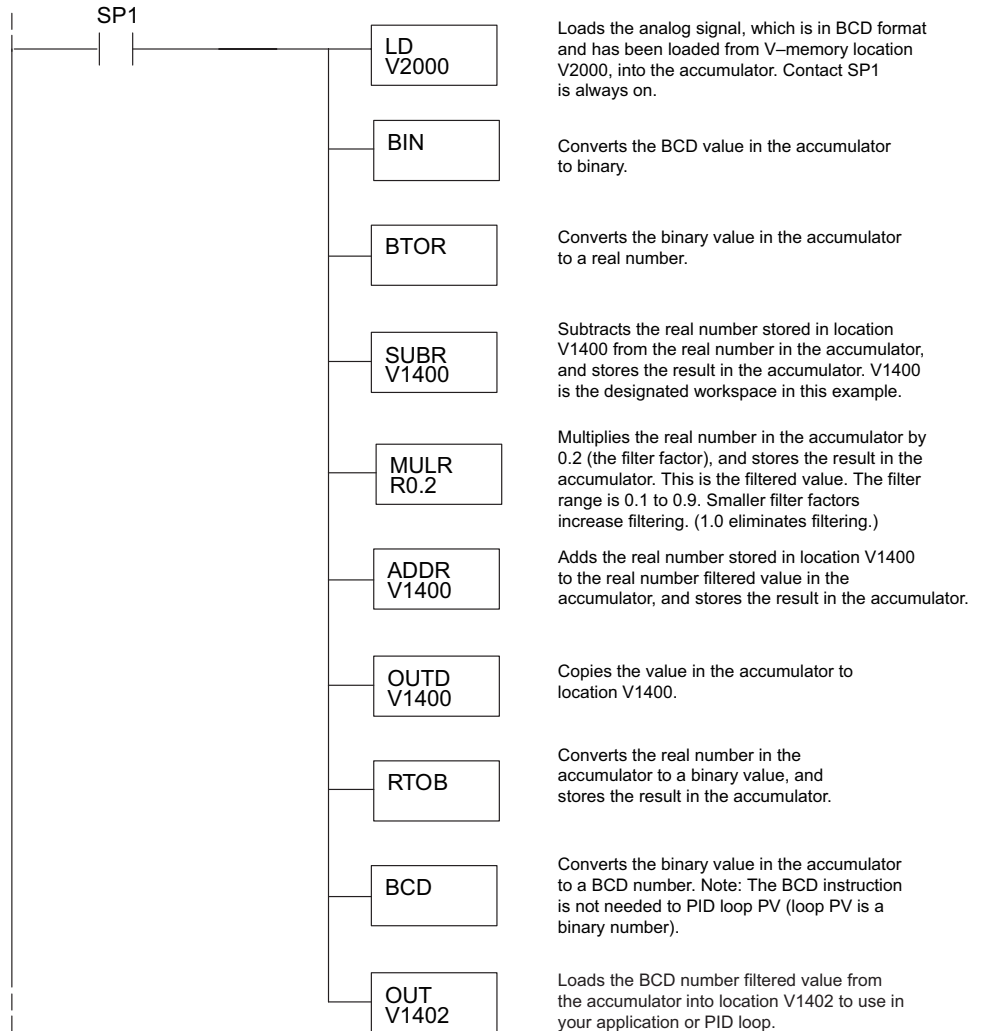 SP1
LD
V2000
Loads the analog signal, which is in BCD format
and has been loaded from V–memory location
V2000, into the accumulator. Contact SP1
is always on.
BIN
Converts the BCD value in the accumulator
to binary.
BTOR
Converts the binary value in the accumulator
to a real number.
SUBR
V1400
Subtracts the real number stored in location
V1400 from the real number in the accumulator,
and stores the result in the accumulator. V1400
is the designated workspace in this example.
MULR
R0.2
Multiplies the real number in the accumulator by
0.2 (the filter factor), and stores the result in the
accumulator. This is the filtered value. The filter
range is 0.1 to 0.9. Smaller filter factors
increase filtering. (1.0 eliminates filtering.)
ADDR
V1400
Adds the real number stored in location V1400
to the real number filtered value in the
accumulator, and stores the result in the accumulator.
OUTD
V1400
Copies the value in the accumulator to
location V1400.
RTOB
Converts the real number in the
accumulator to a binary value, and
stores the result in the accumulator.
BCD
Converts the binary value in the accumulator
to a BCD number. Note: The BCD instruction
is not needed to PID loop PV (loop PV is a
binary number).
OUT
V1402
Loads the BCD number filtered value from
the accumulator into location V1402 to use in
your application or PID loop.